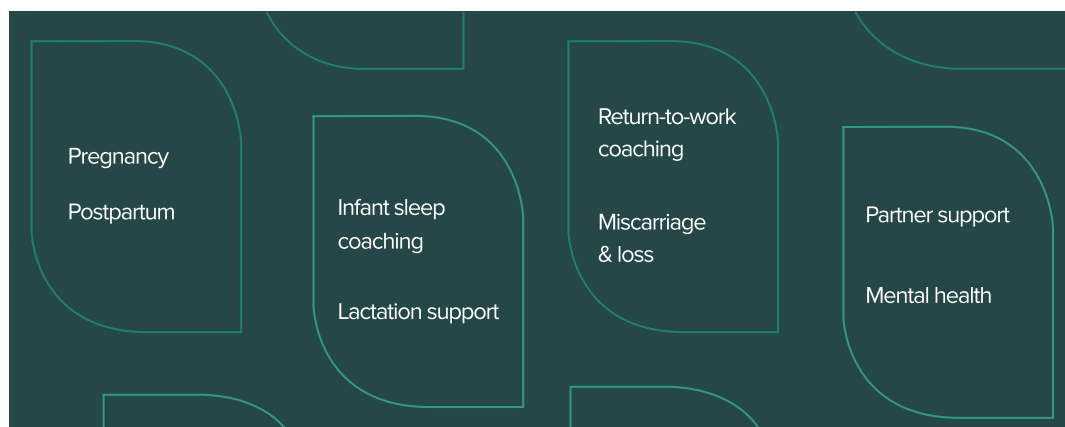 Pregnancy
Postpartum
Infant sleep
coaching
Lactation support
Return-to-work
coaching
Miscarriage
& loss
Partner support
Mental health